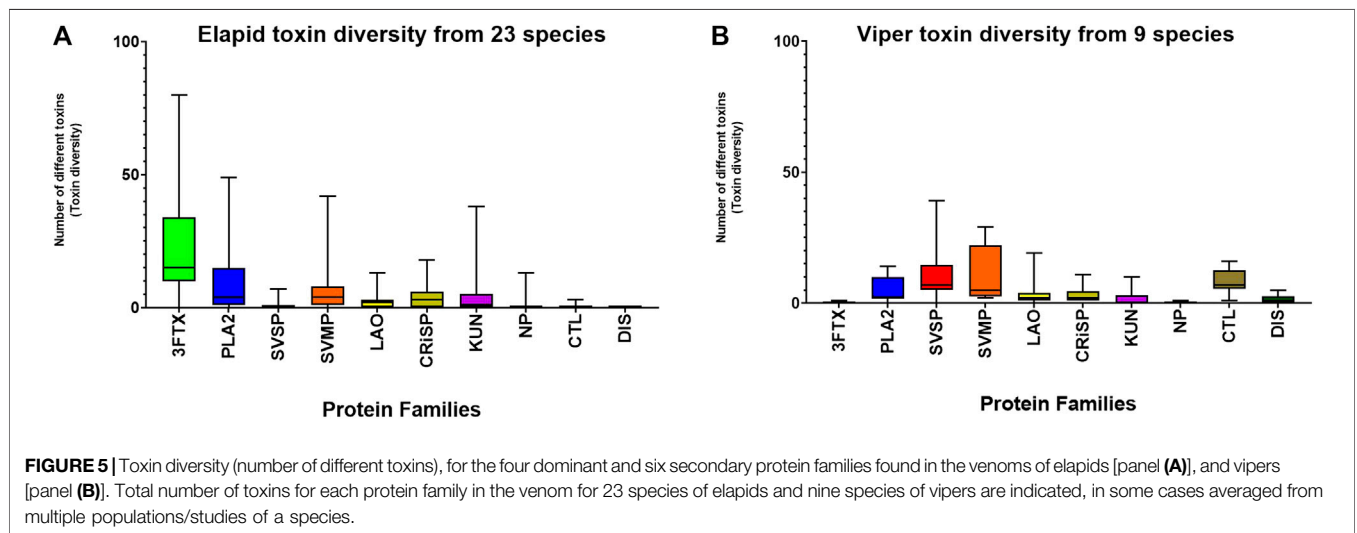 A
Elapid toxin diversity from 23 species
Number of different toxins
(Toxin diversity)
100
50
0
3FTX
PLA2
SVSP
SVMP
LAO
CRiSP
KUN
NP
CTL
DIS
Protein Families
B
Viper toxin diversity from 9 species
Number of different toxins
(Toxin diversity)
100
50
0
3FTX
PLA2
SVSP
SVMP
LAO
CRiSP
KUN
NP
CTL
DIS
Protein Families
FIGURE 5 | Toxin diversity (number of different toxins), for the four dominant and six secondary protein families found in the venoms of elapids [panel (A)], and vipers
[panel (B)]. Total number of toxins for each protein family in the venom for 23 species of elapids and nine species of vipers are indicated, in some cases averaged from
multiple populations/studies of a species.